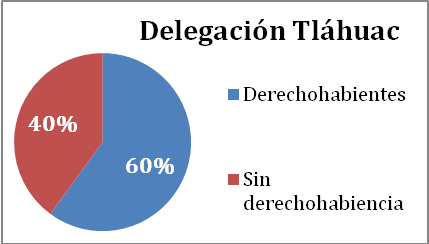 Delegación Tláhuac
40%
60%
Derechohabientes
Sin
derechohabiencia